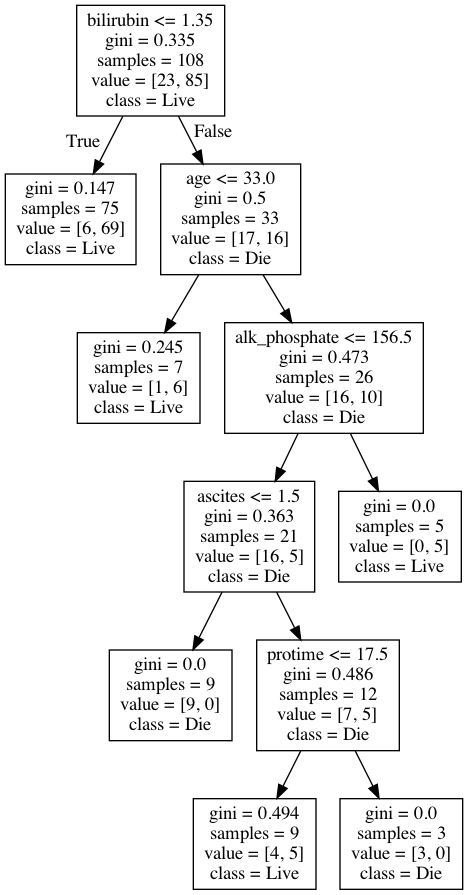 bilirubin <= 1.35
gini = 0.335
samples = 108
value = [23, 85]
class = Live
True
False
gini = 0.147
samples = 75
value = [6, 69]
class = Live
age <= 33.0
gini = 0.5
samples = 33
value = [17, 16]
class = Die
gini = 0.245
samples = 7
value = [1, 6]
class = Live
alk_phosphate <= 156.5
gini = 0.473
samples = 26
value = [16, 10]
class = Die
ascites <= 1.5
gini = 0.363
samples = 21
value = [16, 5]
class = Die
gini = 0.0
samples = 5
value = [0, 5]
class = Live
gini = 0.0
samples = 9
value = [9, 0]
class = Die
protime <= 17.5
gini = 0.486
samples = 12
value = [7, 5]
class = Die
gini = 0.494
samples = 9
value = [4, 5]
class = Live
gini = 0.0
samples = 3
value = [3, 0]
class = Die